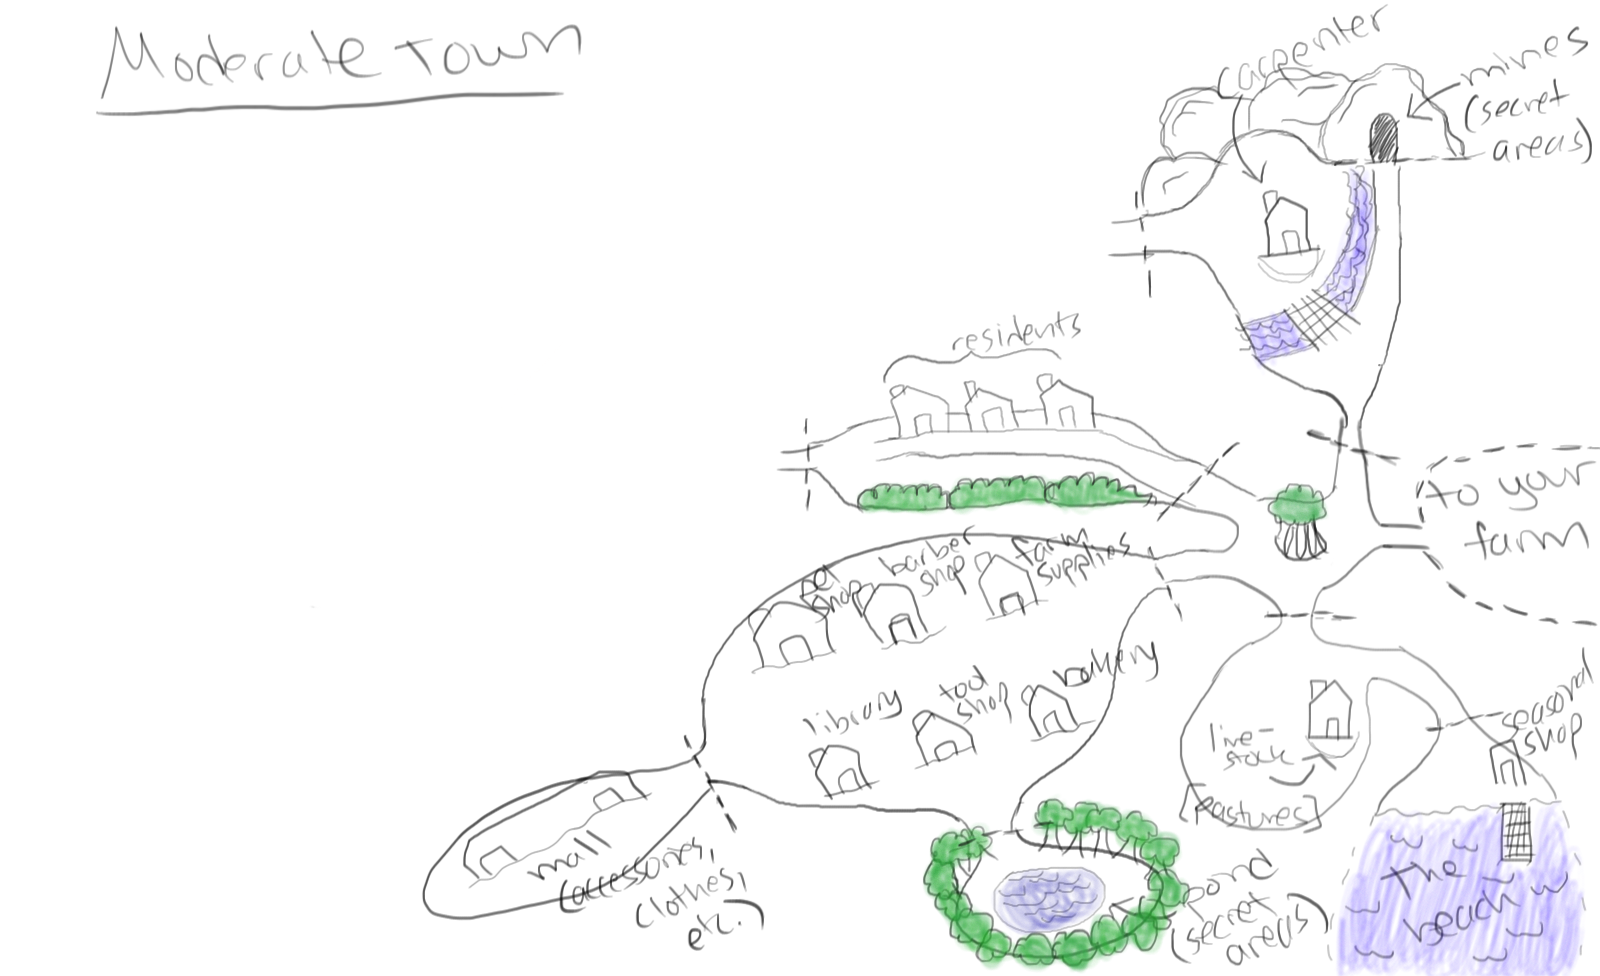 Moderate Town
carpenter
mines
(secret
areas)
residents
to your
farm
pet
shop
barber
shop
farm
supplies
library
tool
shop
bakery
live-
stock
[pastures]
seasonal
shop
mall
(accessories,
clothes,
etc.)
pond
(secret
areas)
The
beach